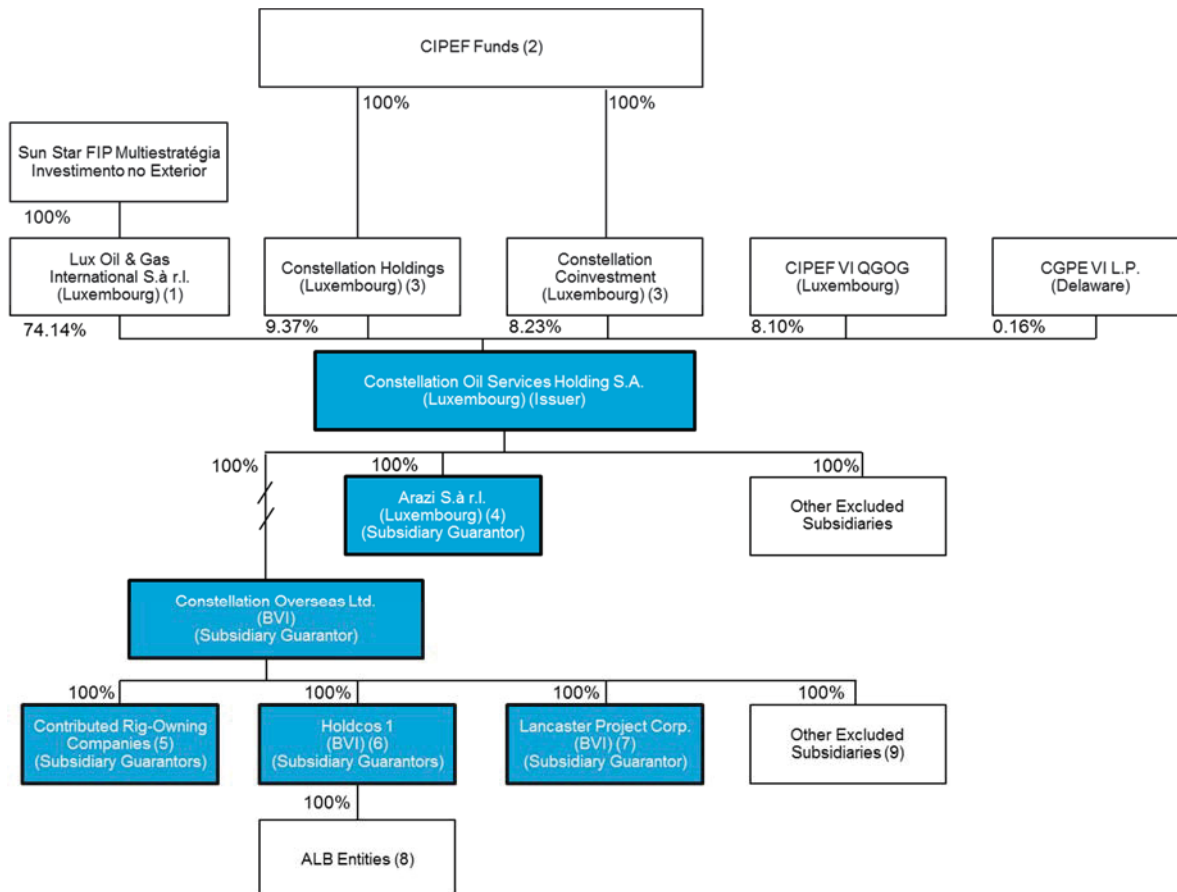 CIPEF Funds (2)
100%
100%
Sun Star FIP Multiestratégia
Investimento no Exterior
100%
Lux Oil & Gas
International S.à r.l.
(Luxembourg) (1)
Constellation Holdings
(Luxembourg) (3)
Constellation
Coinvestment
(Luxembourg) (3)
CIPEF VI QGOG
(Luxembourg)
CGPE VI L.P.
(Delaware)
74.14%
9.37%
8.23%
8.10%
0.16%
Constellation Oil Services Holding S.A.
(Luxembourg) (Issuer)
100%
100%
100%
Arazi S.à r.l.
(Luxembourg) (4)
(Subsidiary Guarantor)
Other Excluded
Subsidiaries
Constellation Overseas Ltd.
(BVI)
(Subsidiary Guarantor)
100%
100%
100%
100%
Contributed Rig-Owning
Companies (5)
(Subsidiary Guarantors)
Holdcos 1
(BVI) (6)
(Subsidiary Guarantors)
Lancaster Project Corp.
(BVI) (7)
(Subsidiary Guarantor)
Other Excluded
Subsidiaries (9)
100%
ALB Entities (8)